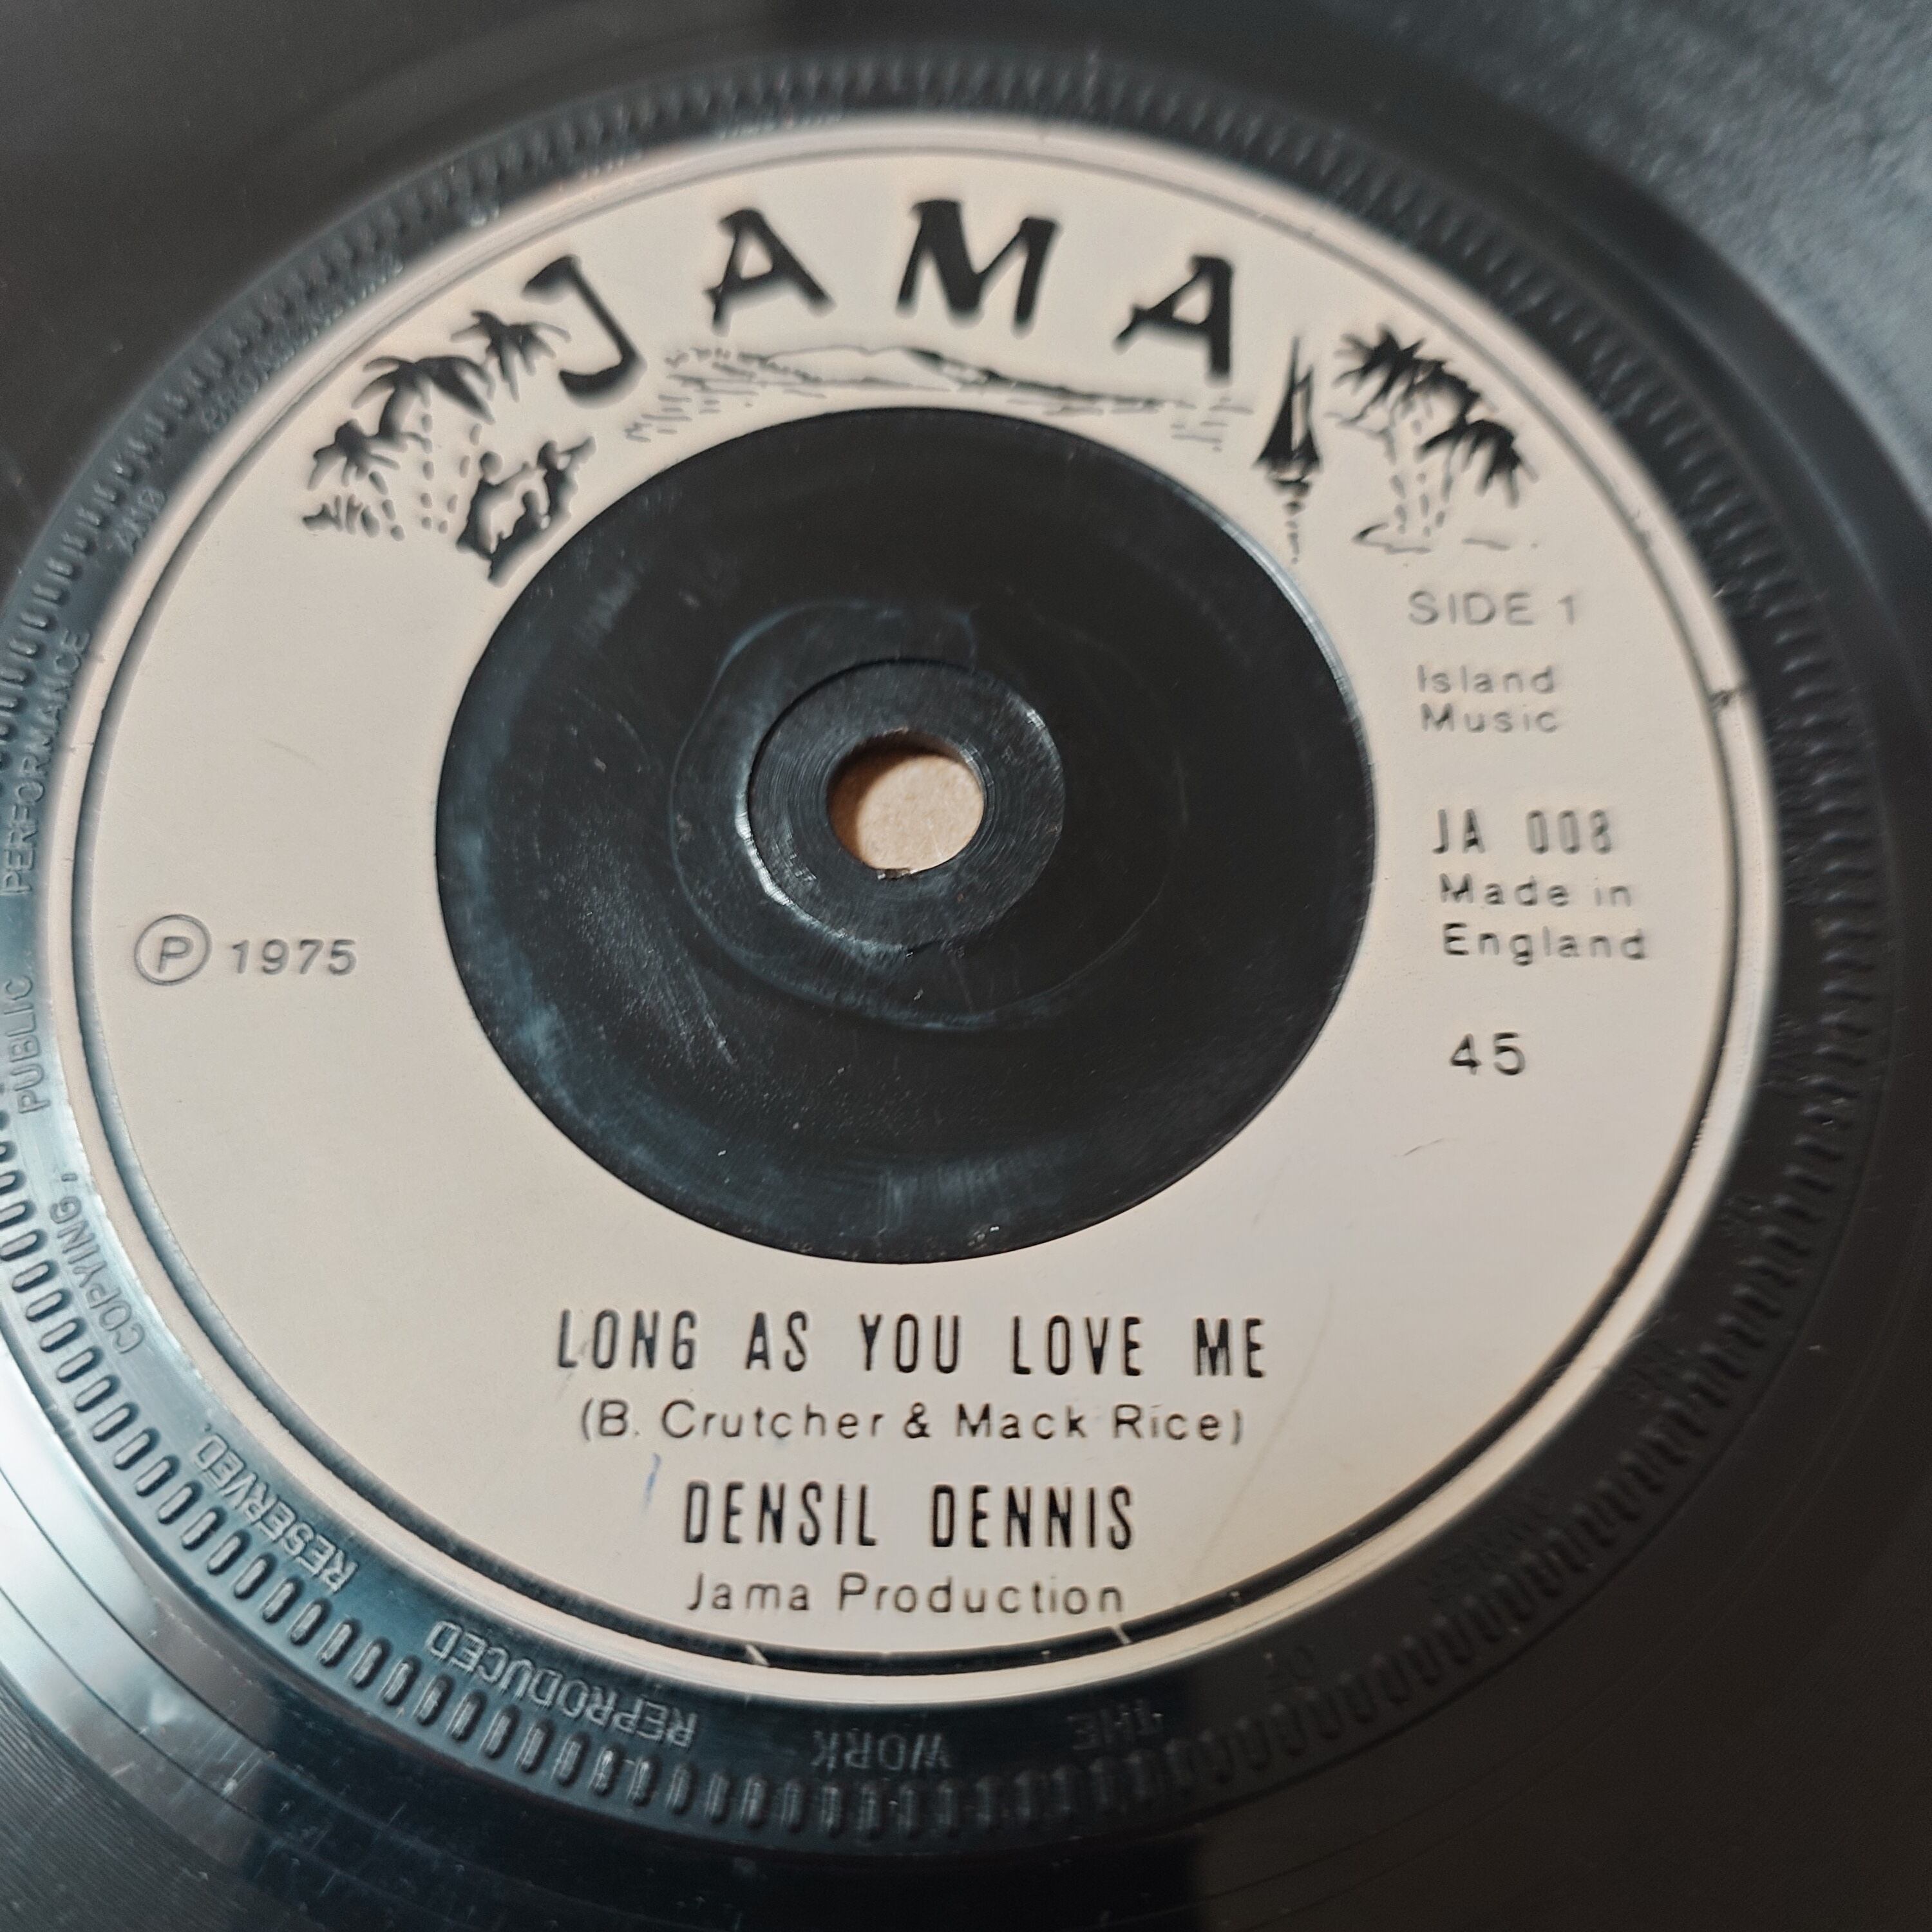 JAMA
SIDE 1
Island
Music
JA 008
Made in
England
45
℗ 1975
LONG AS YOU LOVE ME
(B. Crutcher & Mack Rice)
DENSIL DENNIS
Jama Production
THE WORK REPRODUCED RESERVED. COPYING, PUBLIC PERFORMANCE AND